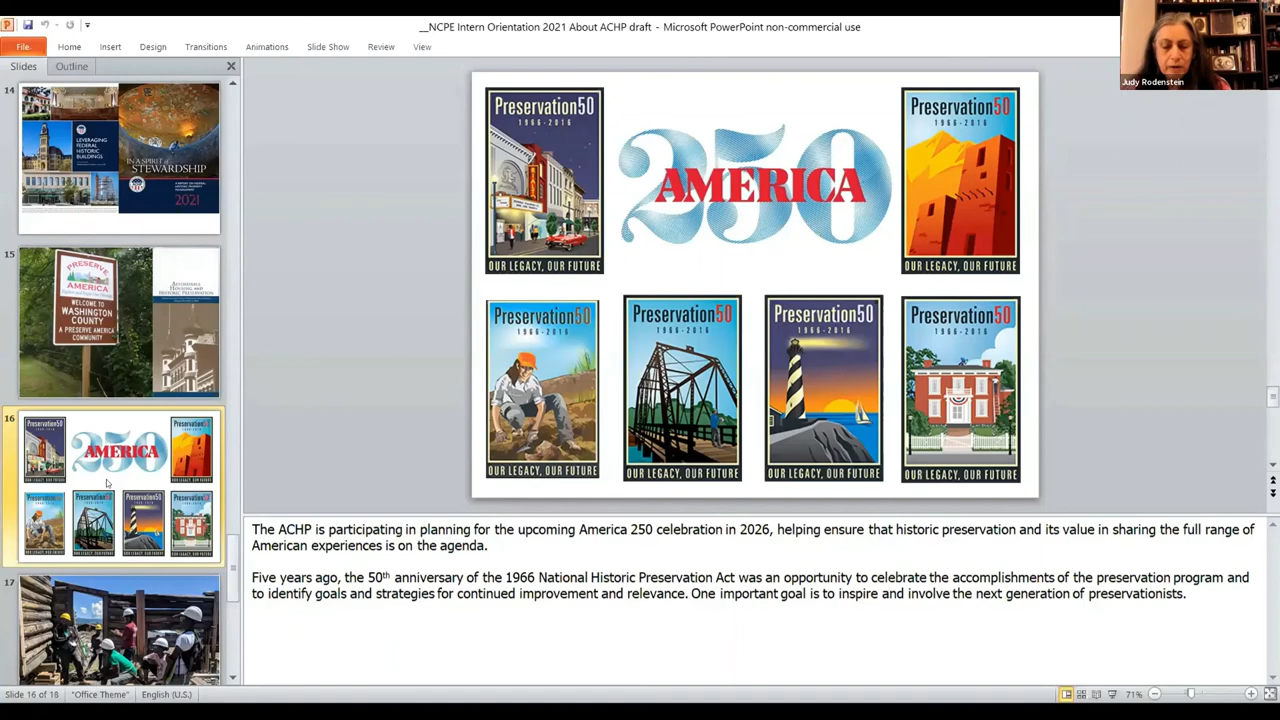 __NCPE Intern Orientation 2021 About ACHP draft - Microsoft PowerPoint non-commercial use
File
Home
Insert
Design
Transitions
Animations
Slide Show
Review
View
Judy Rodenstein
Slides
Outline
14
LEVERAGING
FEDERAL
HISTORIC
BUILDINGS
IN A SPIRIT of
STEWARDSHIP
2021
15
PRESERVE
AMERICA
WELCOME TO
WASHINGTON
COUNTY
A PRESERVE AMERICA
COMMUNITY
AFFORDABLE
HOUSING AND
HISTORIC PRESERVATION
16
Preservation50
250
AMERICA
Preservation50
17
Preservation50
1966-2016
OUR LEGACY, OUR FUTURE
250
AMERICA
Preservation50
1966-2016
OUR LEGACY, OUR FUTURE
Preservation50
1966-2016
OUR LEGACY, OUR FUTURE
Preservation50
1966-2016
OUR LEGACY, OUR FUTURE
Preservation50
1966-2016
OUR LEGACY, OUR FUTURE
Preservation50
1966-2016
OUR LEGACY, OUR FUTURE
The ACHP is participating in planning for the upcoming America 250 celebration in 2026, helping ensure that historic preservation and its value in sharing the full range of
American experiences is on the agenda.
Five years ago, the 50th anniversary of the 1966 National Historic Preservation Act was an opportunity to celebrate the accomplishments of the preservation program and
to identify goals and strategies for continued improvement and relevance. One important goal is to inspire and involve the next generation of preservationists.
Slide 16 of 18
"Office Theme"
English (U.S.)
71%